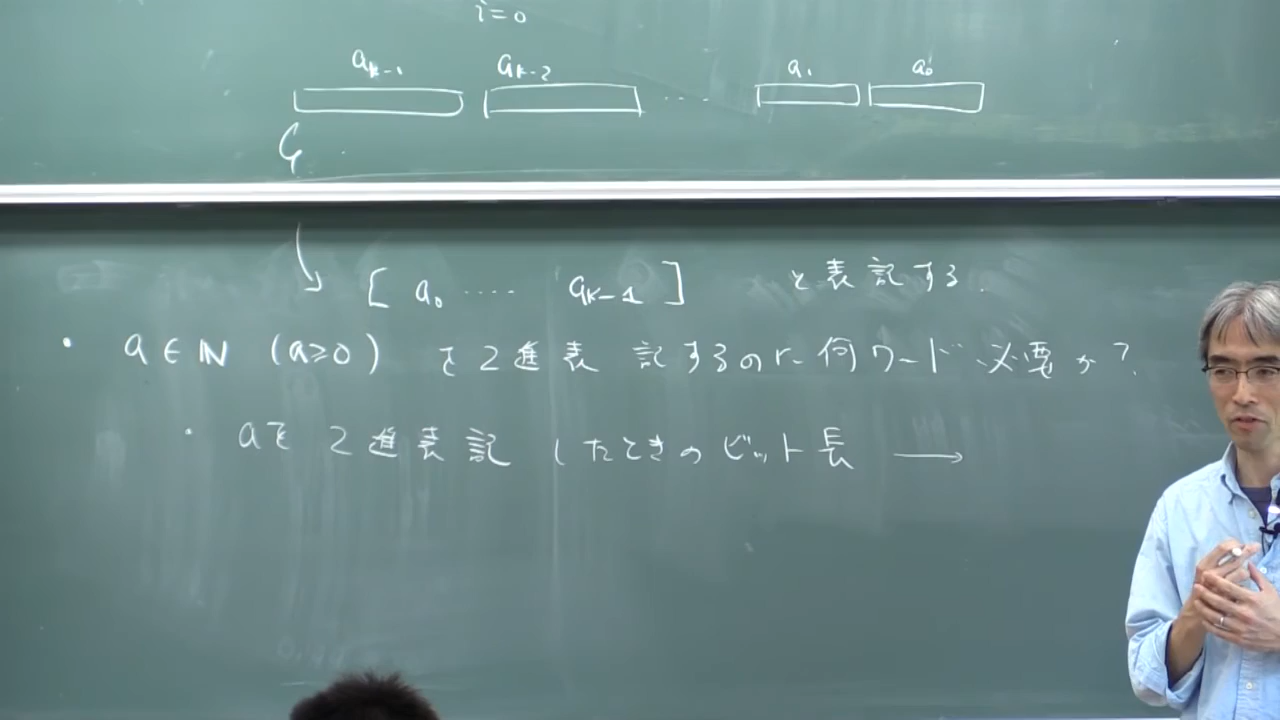 i=0
a_{k-1} a_{k-2} ... a_1 a_0
[ a_0 ..... a_{k-1} ] と表記する.
・ a ∈ ℕ (a≥0) を2進表記するのに何ワード必要か?
・ aを2進表記したときのビット長 →